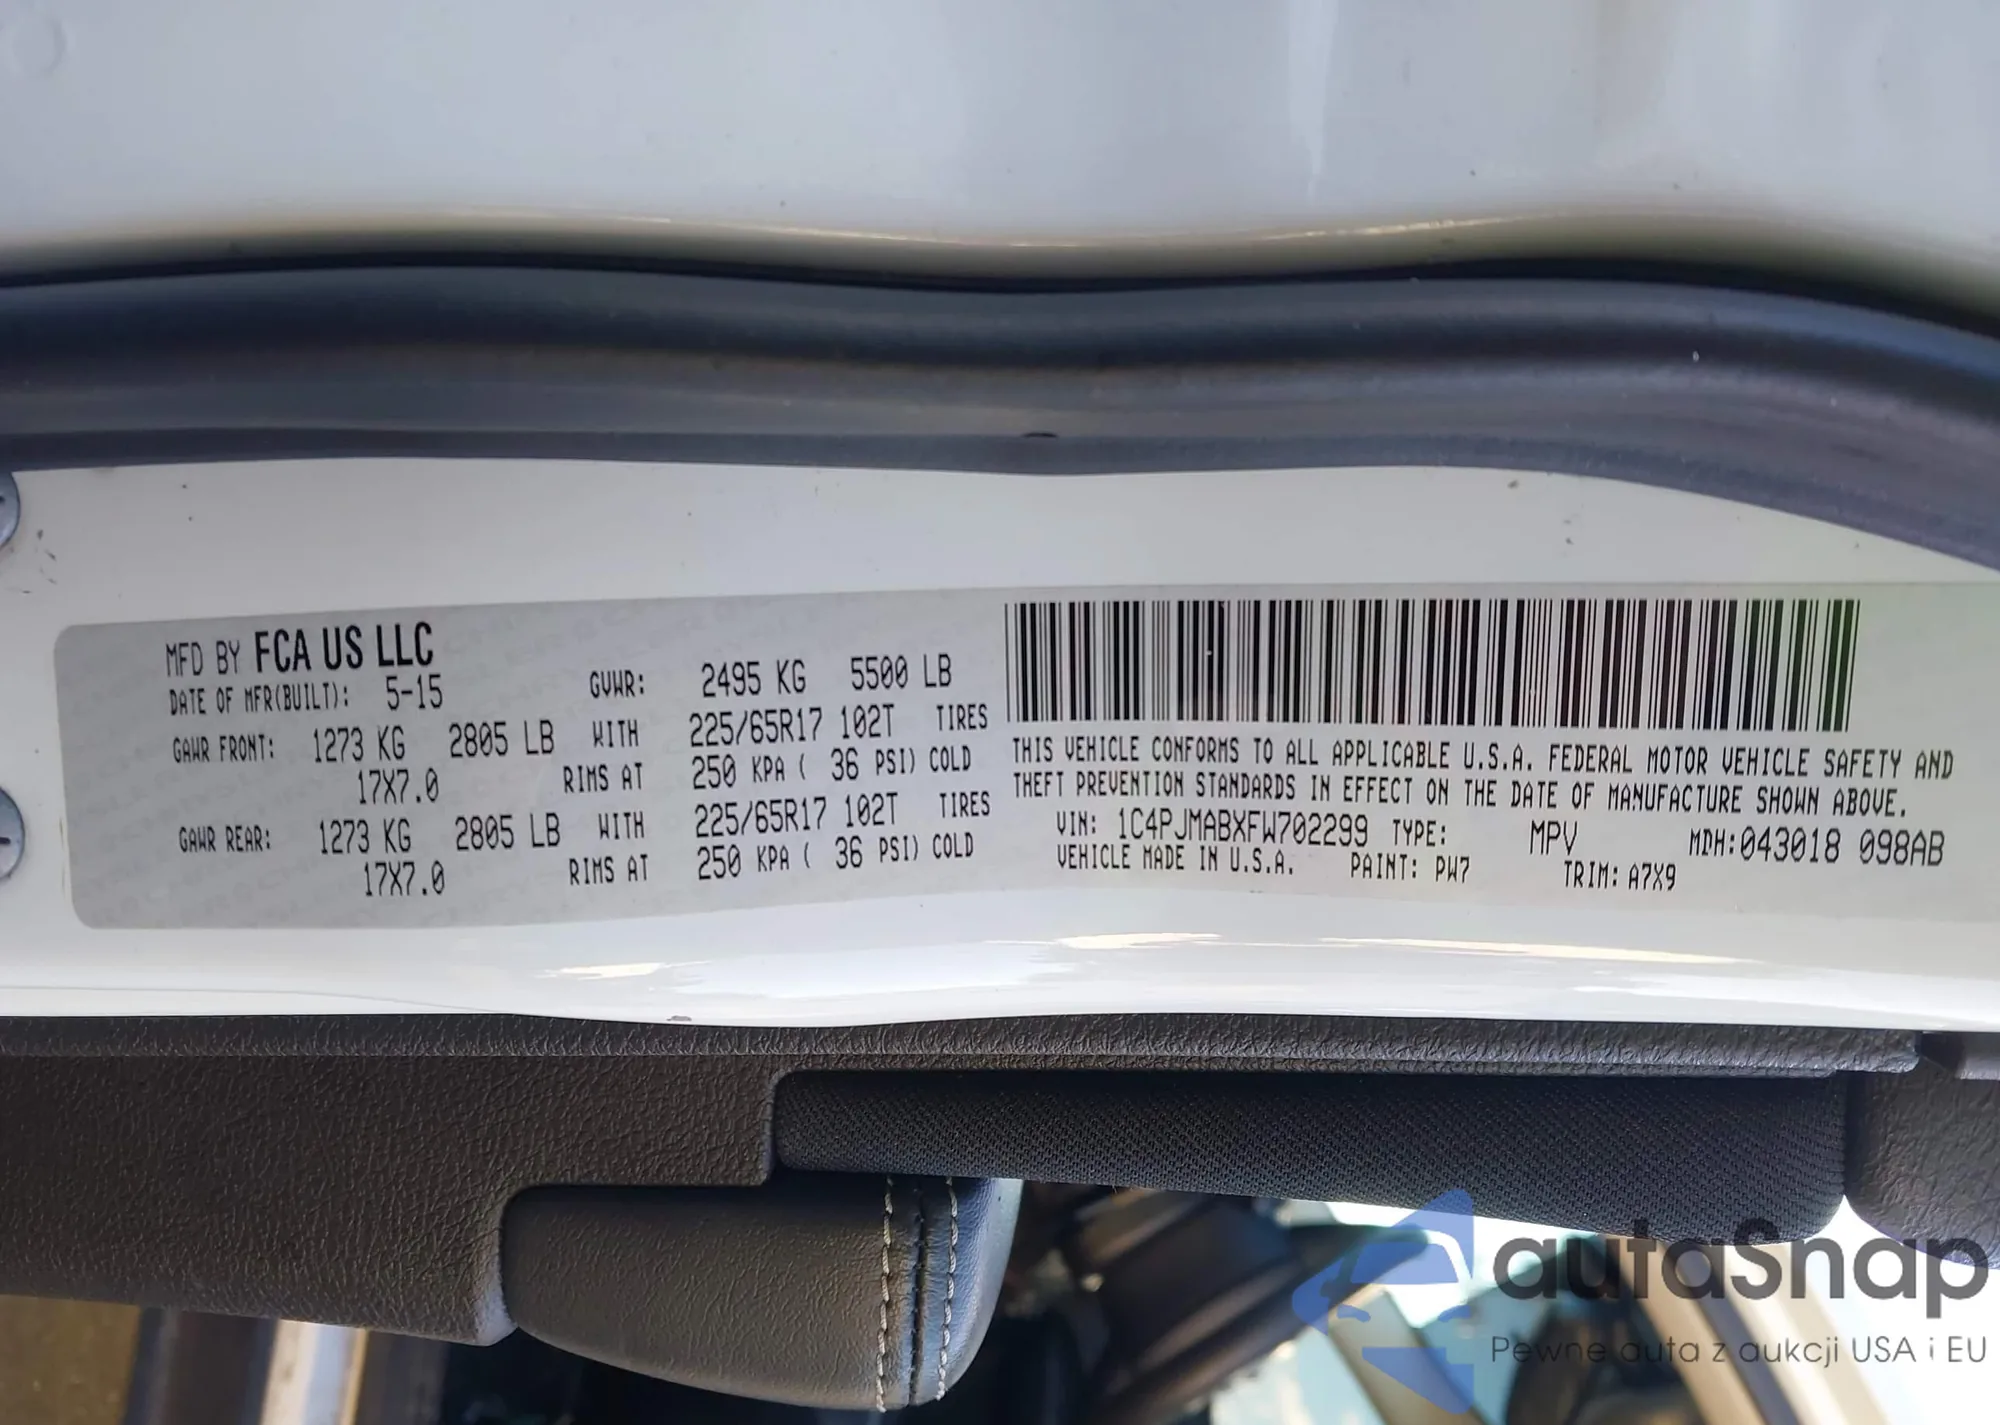 MFD BY FCA US LLC
DATE OF MFR(BUILT): 5-15 GVWR: 2495 KG 5500 LB
GAWR FRONT: 1273 KG 2805 LB WITH 225/65R17 102T TIRES
17X7.0 RIMS AT 250 KPA ( 36 PSI) COLD
GAWR REAR: 1273 KG 2805 LB WITH 225/65R17 102T TIRES
17X7.0 RIMS AT 250 KPA ( 36 PSI) COLD
THIS VEHICLE CONFORMS TO ALL APPLICABLE U.S.A. FEDERAL MOTOR VEHICLE SAFETY AND
THEFT PREVENTION STANDARDS IN EFFECT ON THE DATE OF MANUFACTURE SHOWN ABOVE.
VIN: 1C4PJMABXFW702299 TYPE: MPV MDH:043018 098AB
VEHICLE MADE IN U.S.A. PAINT: PW7 TRIM: A7X9
autaSnap
Pewne auta z aukcji USA i EU